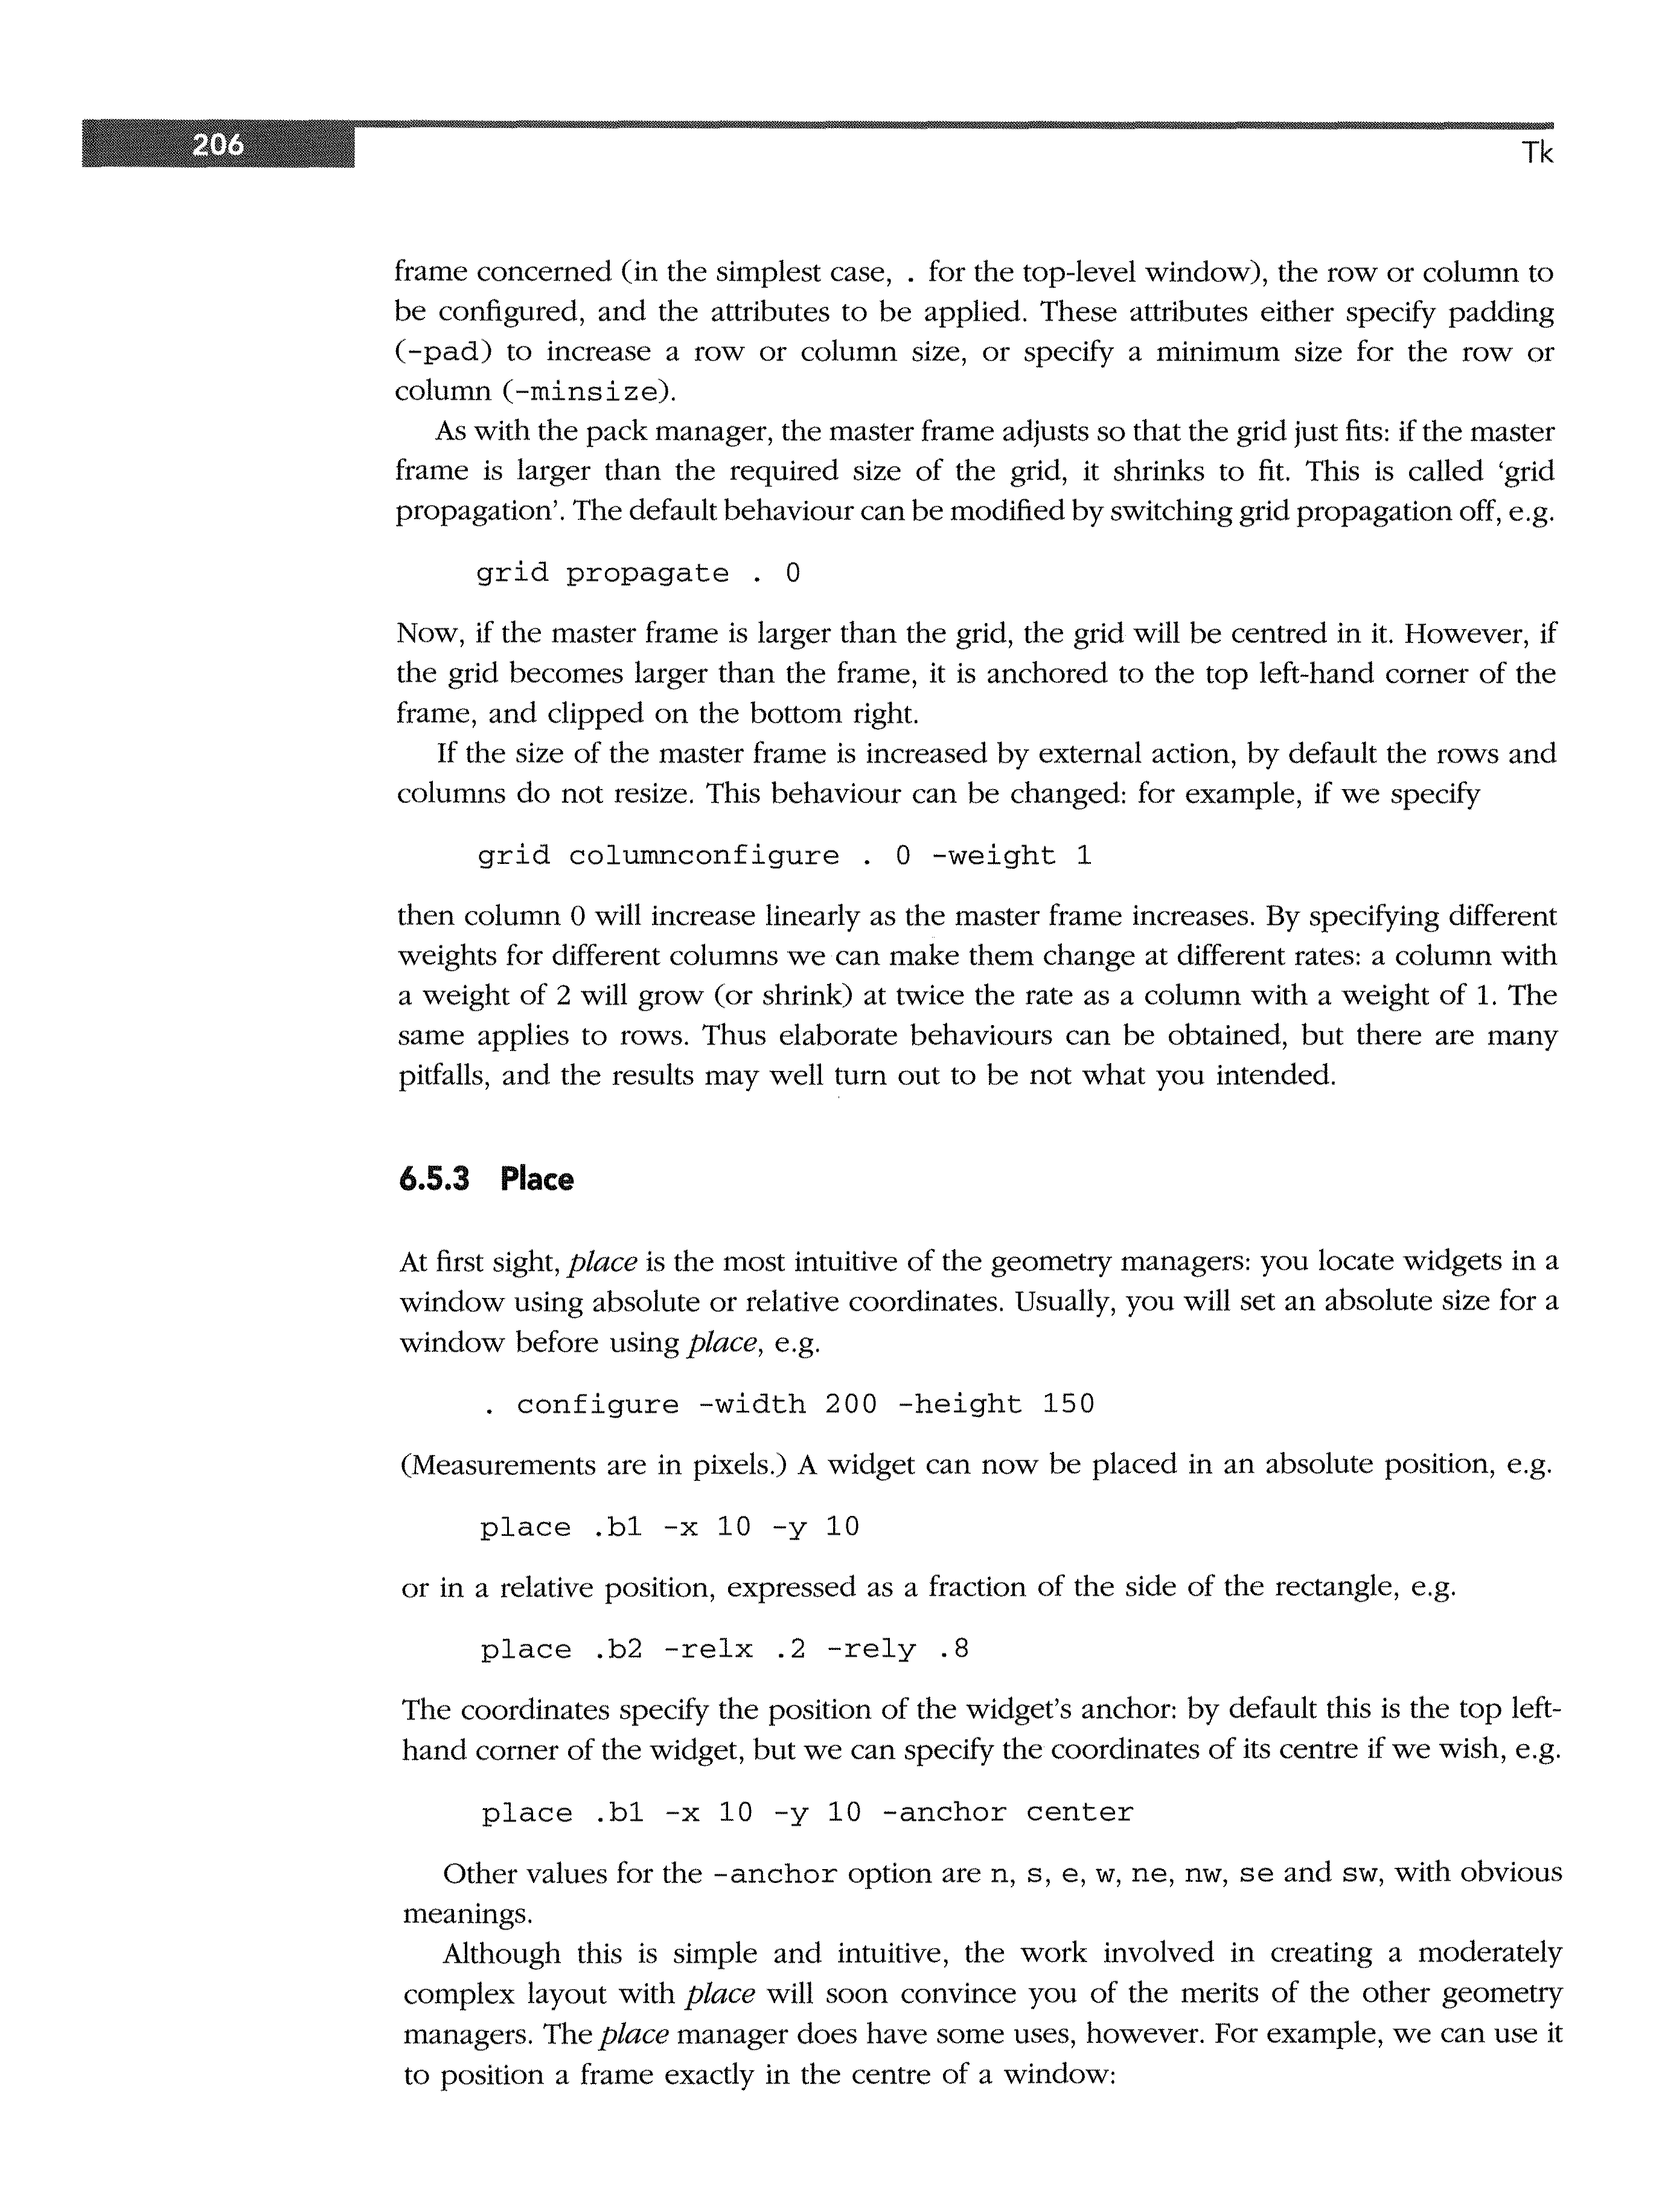 206
Tk
frame concerned (in the simplest case, . for the top-level window), the row or column to
be configured, and the attributes to be applied. These attributes either specify padding
(-pad) to increase a row or column size, or specify a minimum size for the row or
column (-minsize).
As with the pack manager, the master frame adjusts so that the grid just fits: if the master
frame is larger than the required size of the grid, it shrinks to fit. This is called ‘grid
propagation’. The default behaviour can be modified by switching grid propagation off, e.g.
grid propagate . 0
Now, if the master frame is larger than the grid, the grid will be centred in it. However, if
the grid becomes larger than the frame, it is anchored to the top left-hand corner of the
frame, and clipped on the bottom right.
If the size of the master frame is increased by external action, by default the rows and
columns do not resize. This behaviour can be changed: for example, if we specify
grid columnconfigure . 0 -weight 1
then column 0 will increase linearly as the master frame increases. By specifying different
weights for different columns we can make them change at different rates: a column with
a weight of 2 will grow (or shrink) at twice the rate as a column with a weight of 1. The
same applies to rows. Thus elaborate behaviours can be obtained, but there are many
pitfalls, and the results may well turn out to be not what you intended.
6.5.3 Place
At first sight, place is the most intuitive of the geometry managers: you locate widgets in a
window using absolute or relative coordinates. Usually, you will set an absolute size for a
window before using place, e.g.
. configure -width 200 -height 150
(Measurements are in pixels.) A widget can now be placed in an absolute position, e.g.
place .b1 -x 10 -y 10
or in a relative position, expressed as a fraction of the side of the rectangle, e.g.
place .b2 -relx .2 -rely .8
The coordinates specify the position of the widget’s anchor: by default this is the top left-
hand corner of the widget, but we can specify the coordinates of its centre if we wish, e.g.
place .b1 -x 10 -y 10 -anchor center
Other values for the -anchor option are n, s, e, w, ne, nw, se and sw, with obvious
meanings.
Although this is simple and intuitive, the work involved in creating a moderately
complex layout with place will soon convince you of the merits of the other geometry
managers. The place manager does have some uses, however. For example, we can use it
to position a frame exactly in the centre of a window: